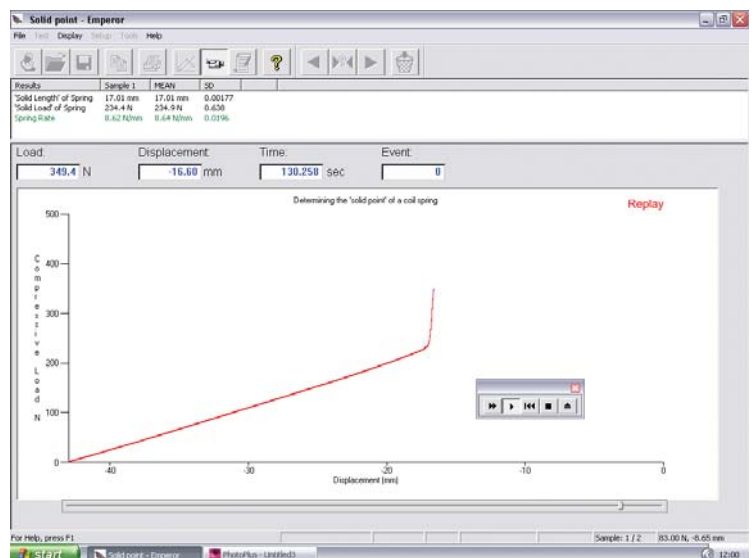 Solid point - Emperor
File Test Display Setup Tools Help
Results Sample 1 MEAN SD
'Solid Length' of Spring 17.01 mm 17.01 mm 0.00177
'Solid Load' of Spring 234.4 N 234.9 N 0.638
Spring Rate 8.62 N/mm 8.64 N/mm 0.0196
Load: Displacement: Time: Event:
349.4 N -16.60 mm 130.258 sec 0
Determining the 'solid point' of a coil spring
Replay
500
400
300
200
100
0
Compressive Load N
-40 -30 -20 -10 0
Displacement (mm)
For Help, press F1 Sample: 1 / 2 83.00 N, -8.65 mm
start Solid point - Emperor PhotoPlus - Untitled3 12:00